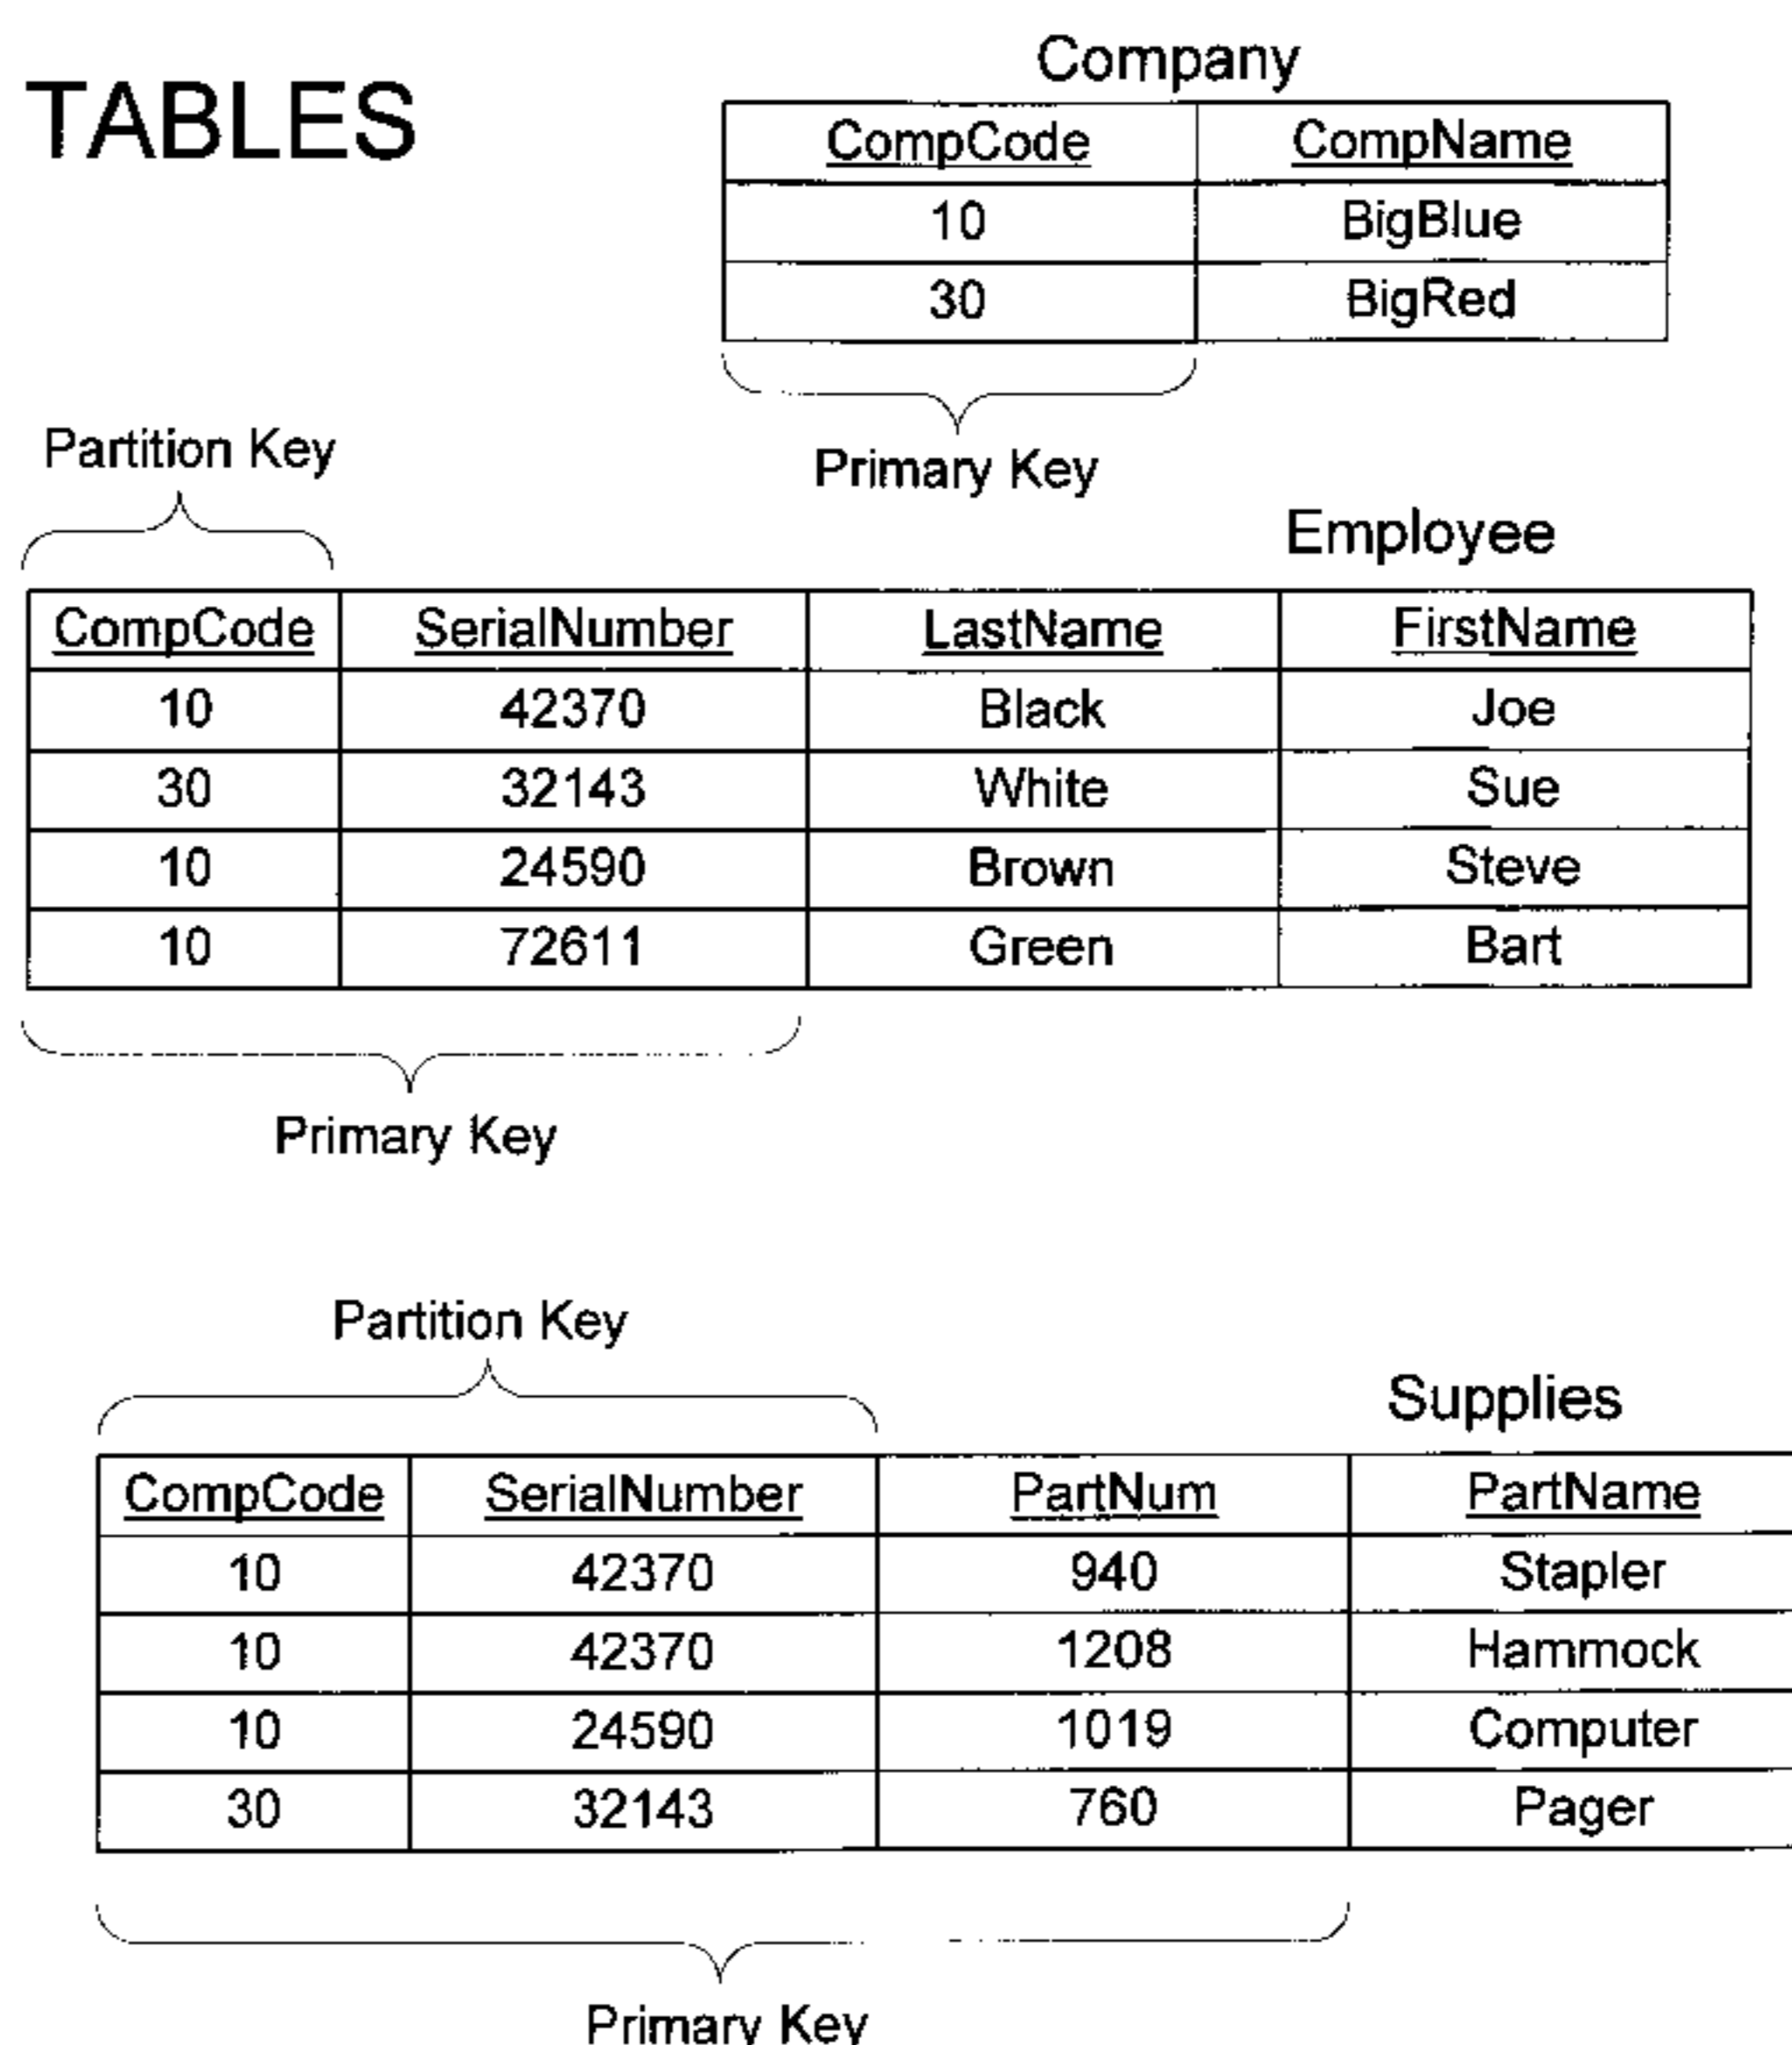 TABLES
Company
CompCode CompName
10 BigBlue
30 BigRed
Primary Key
Partition Key
Employee
CompCode SerialNumber LastName FirstName
10 42370 Black Joe
30 32143 White Sue
10 24590 Brown Steve
10 72611 Green Bart
Primary Key
Partition Key
Supplies
CompCode SerialNumber PartNum PartName
10 42370 940 Stapler
10 42370 1208 Hammock
10 24590 1019 Computer
30 32143 760 Pager
Primary Key